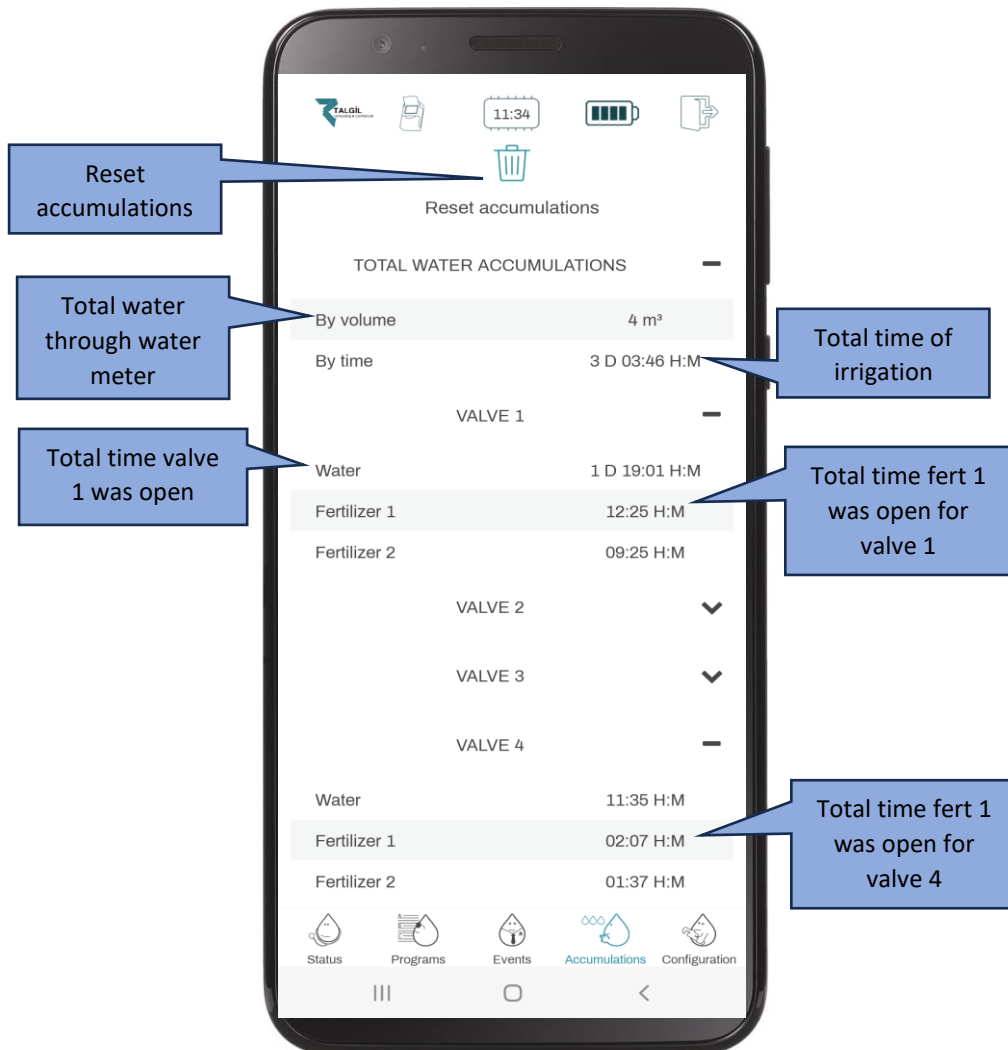 TALGİL
11:34
Reset
accumulations
Reset accumulations
TOTAL WATER ACCUMULATIONS
Total water
through water
meter
By volume 4 m³
By time 3 D 03:46 H:M
Total time of
irrigation
VALVE 1
Total time valve
1 was open
Water 1 D 19:01 H:M
Fertilizer 1 12:25 H:M
Fertilizer 2 09:25 H:M
Total time fert 1
was open for
valve 1
VALVE 2
VALVE 3
VALVE 4
Water 11:35 H:M
Fertilizer 1 02:07 H:M
Fertilizer 2 01:37 H:M
Total time fert 1
was open for
valve 4
Status Programs Events Accumulations Configuration